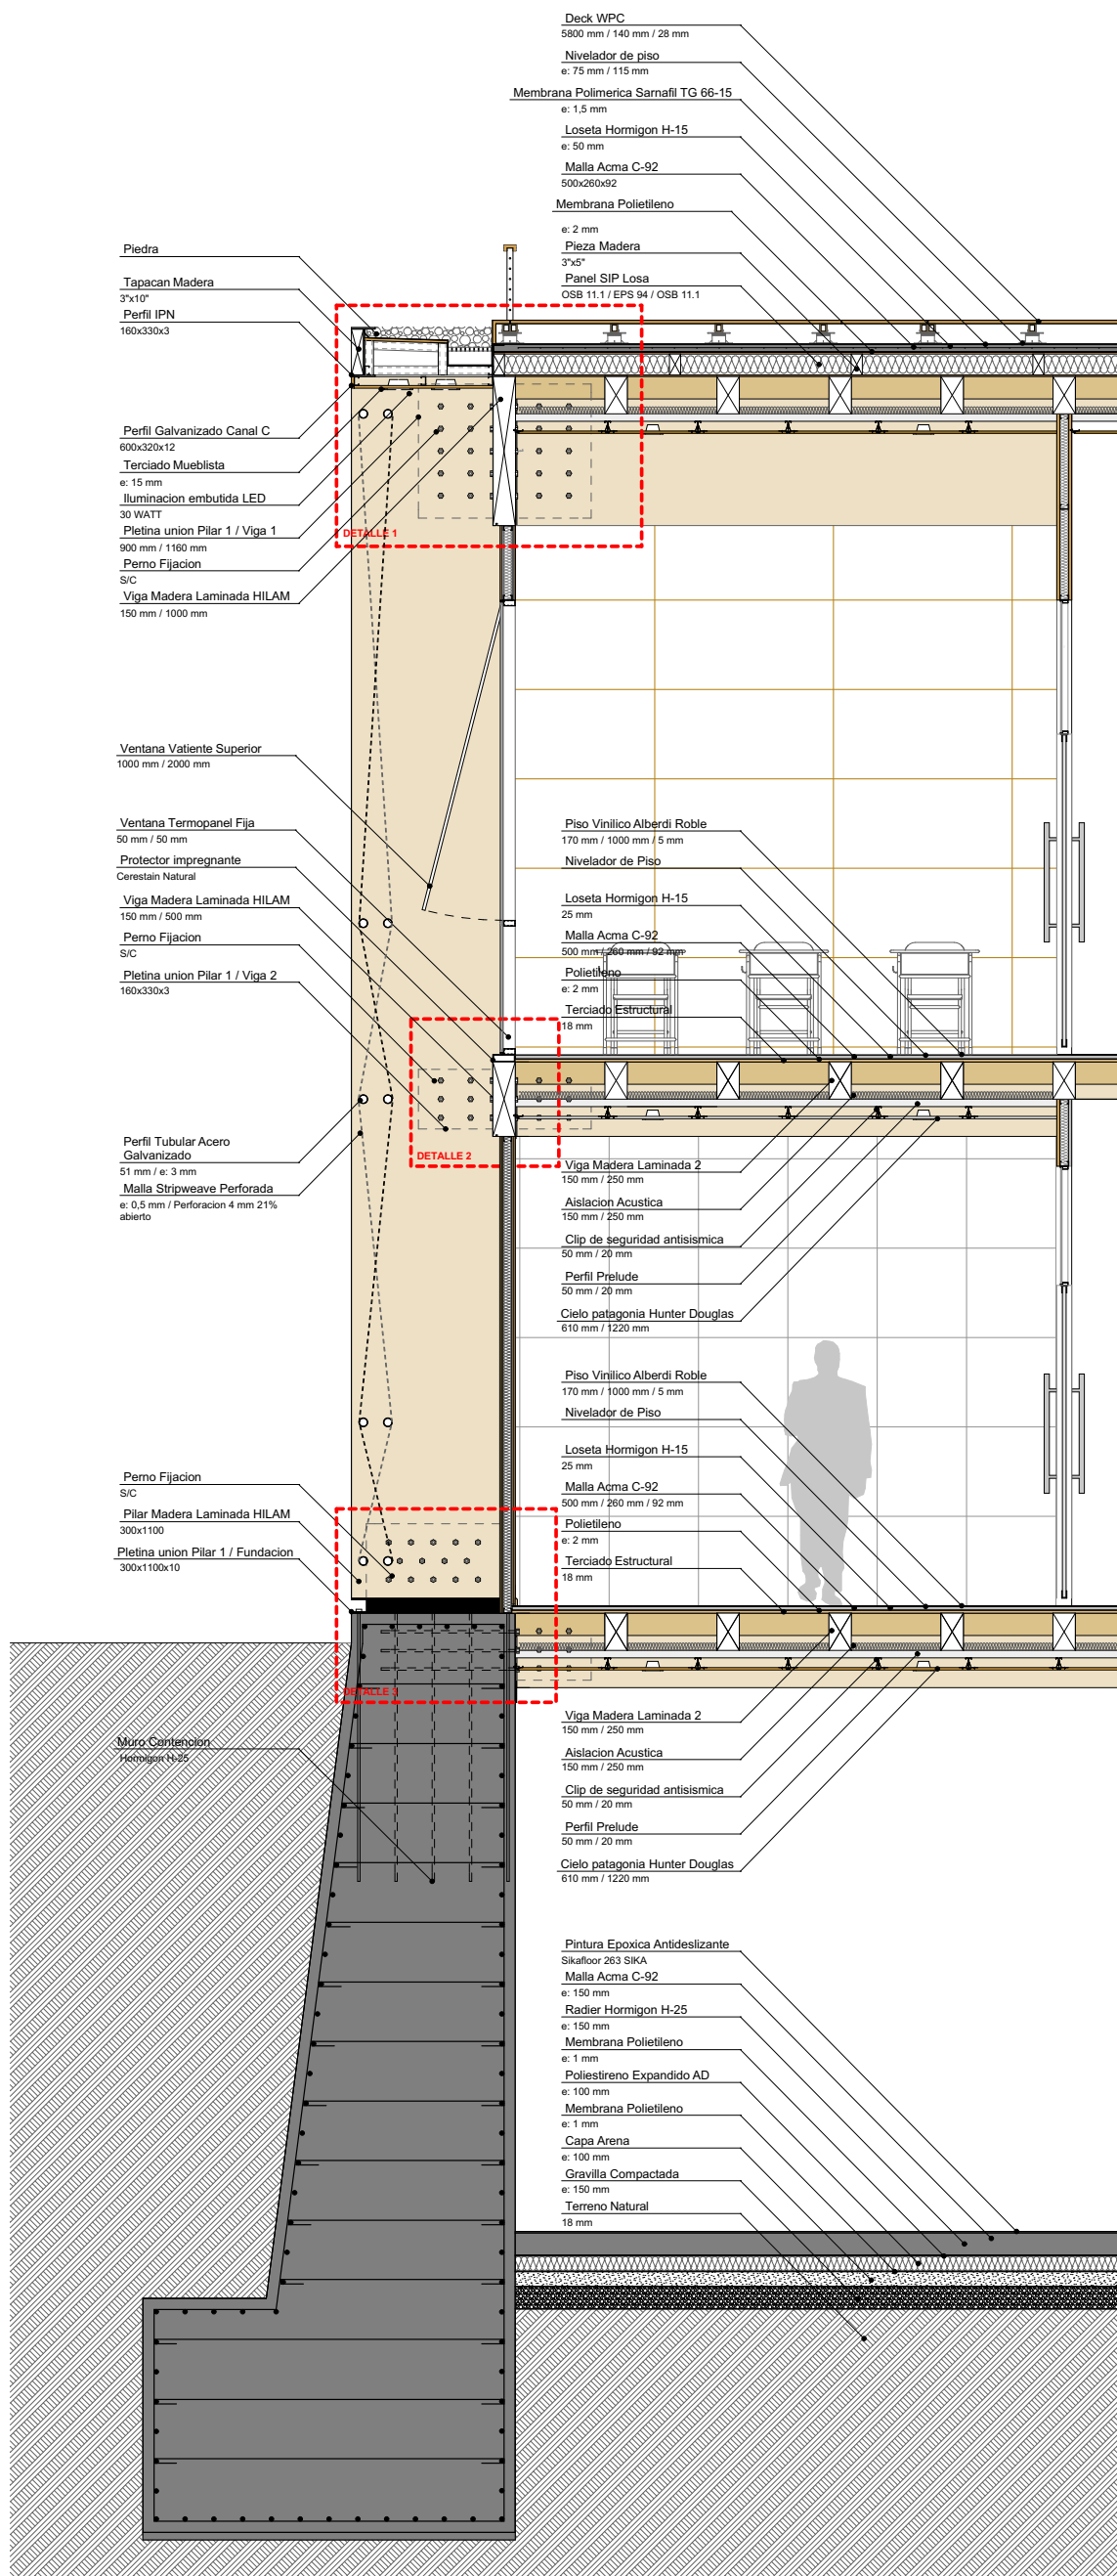 Deck WPC
5800 mm / 140 mm / 28 mm
Nivelador de piso
e: 75 mm / 115 mm
Membrana Polimerica Sarnafil TG 66-15
e: 1,5 mm
Loseta Hormigon H-15
e: 50 mm
Malla Acma C-92
500x260x92
Membrana Polietileno
e: 2 mm
Pieza Madera
3"x5"
Panel SIP Losa
OSB 11.1 / EPS 94 / OSB 11.1
Piedra
Tapacan Madera
3"x10"
Perfil IPN
160x330x3
Perfil Galvanizado Canal C
600x320x12
Terciado Mueblista
e: 15 mm
Iluminacion embutida LED
30 WATT
Pletina union Pilar 1 / Viga 1
900 mm / 1160 mm
Perno Fijacion
S/C
Viga Madera Laminada HILAM
150 mm / 1000 mm
DETALLE 1
Ventana Vatiente Superior
1000 mm / 2000 mm
Ventana Termopanel Fija
50 mm / 50 mm
Protector impregnante
Cerestain Natural
Viga Madera Laminada HILAM
150 mm / 500 mm
Perno Fijacion
S/C
Pletina union Pilar 1 / Viga 2
160x330x3
Piso Vinilico Alberdi Roble
170 mm / 1000 mm / 5 mm
Nivelador de Piso
Loseta Hormigon H-15
25 mm
Malla Acma C-92
500 mm / 260 mm / 92 mm
Polietileno
e: 2 mm
Terciado Estructural
18 mm
DETALLE 2
Perfil Tubular Acero
Galvanizado
51 mm / e: 3 mm
Malla Stripweave Perforada
e: 0,5 mm / Perforacion 4 mm 21%
abierto
Viga Madera Laminada 2
150 mm / 250 mm
Aislacion Acustica
150 mm / 250 mm
Clip de seguridad antisismica
50 mm / 20 mm
Perfil Prelude
50 mm / 20 mm
Cielo patagonia Hunter Douglas
610 mm / 1220 mm
Piso Vinilico Alberdi Roble
170 mm / 1000 mm / 5 mm
Nivelador de Piso
Loseta Hormigon H-15
25 mm
Malla Acma C-92
500 mm / 260 mm / 92 mm
Polietileno
e: 2 mm
Terciado Estructural
18 mm
Perno Fijacion
S/C
Pilar Madera Laminada HILAM
300x1100
Pletina union Pilar 1 / Fundacion
300x1100x10
DETALLE 3
Muro Contencion
Hormigon H-25
Viga Madera Laminada 2
150 mm / 250 mm
Aislacion Acustica
150 mm / 250 mm
Clip de seguridad antisismica
50 mm / 20 mm
Perfil Prelude
50 mm / 20 mm
Cielo patagonia Hunter Douglas
610 mm / 1220 mm
Pintura Epoxica Antideslizante
Sikafloor 263 SIKA
Malla Acma C-92
e: 150 mm
Radier Hormigon H-25
e: 150 mm
Membrana Polietileno
e: 1 mm
Poliestireno Expandido AD
e: 100 mm
Membrana Polietileno
e: 1 mm
Capa Arena
e: 100 mm
Gravilla Compactada
e: 150 mm
Terreno Natural
18 mm